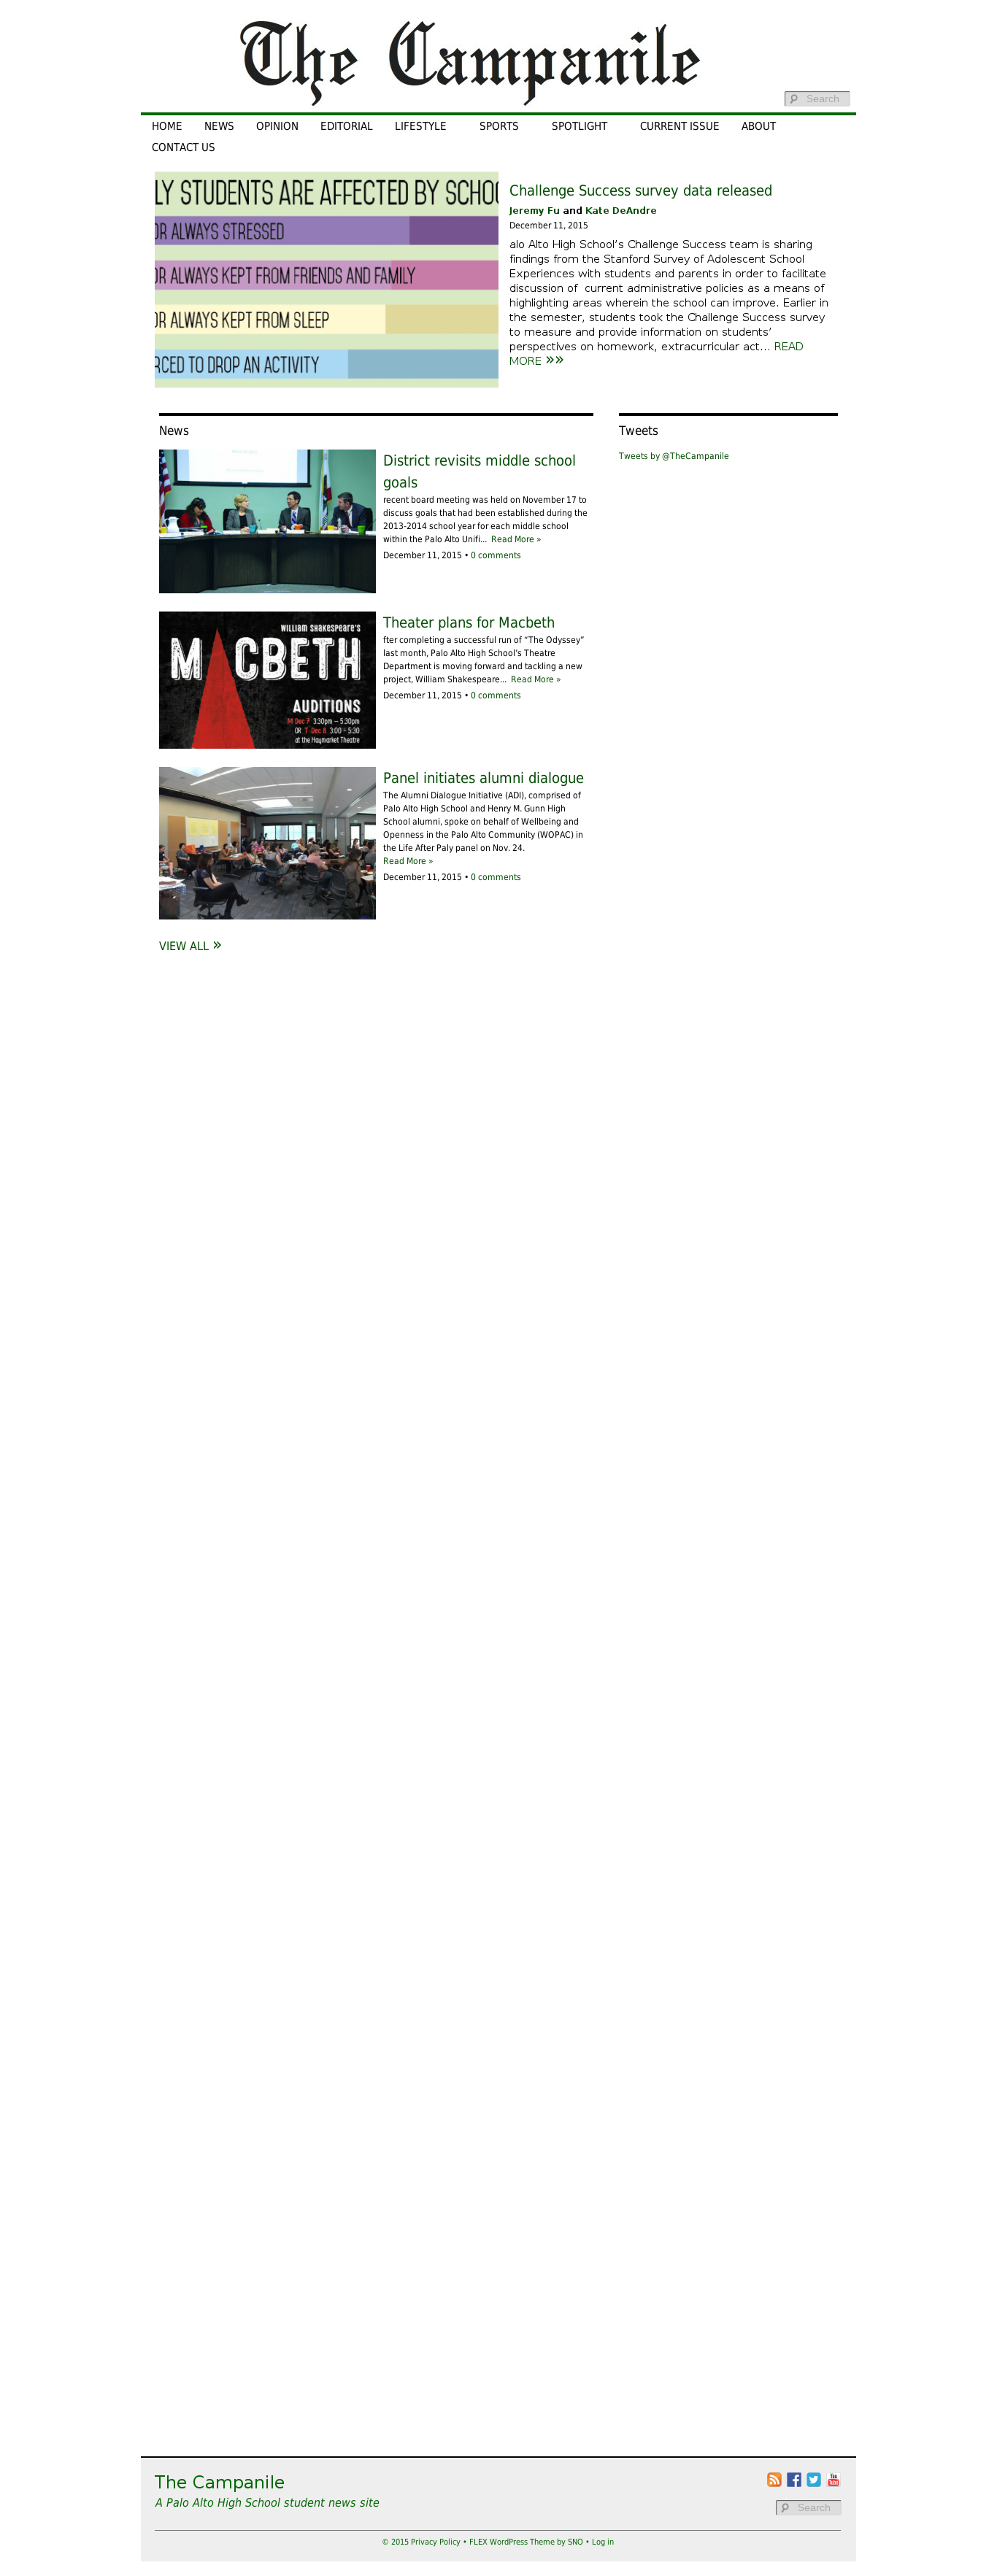 The Campanile
Search
HOME NEWS OPINION EDITORIAL LIFESTYLE SPORTS SPOTLIGHT CURRENT ISSUE ABOUT
CONTACT US
LY STUDENTS ARE AFFECTED BY SCHOO
OR ALWAYS STRESSED
OR ALWAYS KEPT FROM FRIENDS AND FAMILY
OR ALWAYS KEPT FROM SLEEP
RCED TO DROP AN ACTIVITY
Challenge Success survey data released
Jeremy Fu and Kate DeAndre
December 11, 2015
alo Alto High School’s Challenge Success team is sharing
findings from the Stanford Survey of Adolescent School
Experiences with students and parents in order to facilitate
discussion of current administrative policies as a means of
highlighting areas wherein the school can improve. Earlier in
the semester, students took the Challenge Success survey
to measure and provide information on students’
perspectives on homework, extracurricular act... READ
MORE »»
News
District revisits middle school
goals
recent board meeting was held on November 17 to
discuss goals that had been established during the
2013-2014 school year for each middle school
within the Palo Alto Unifi... Read More »
December 11, 2015 • 0 comments
WILLIAM SHAKESPEARE'S
MACBETH
AUDITIONS
M Dec 7 3:30pm – 5:30pm
OR T Dec 8 3:00 – 5:30
at the Haymarket Theatre
Theater plans for Macbeth
fter completing a successful run of “The Odyssey”
last month, Palo Alto High School’s Theatre
Department is moving forward and tackling a new
project, William Shakespeare... Read More »
December 11, 2015 • 0 comments
Panel initiates alumni dialogue
The Alumni Dialogue Initiative (ADI), comprised of
Palo Alto High School and Henry M. Gunn High
School alumni, spoke on behalf of Wellbeing and
Openness in the Palo Alto Community (WOPAC) in
the Life After Paly panel on Nov. 24.
Read More »
December 11, 2015 • 0 comments
VIEW ALL »
Tweets
Tweets by @TheCampanile
The Campanile
A Palo Alto High School student news site
You
Tube
Search
© 2015 Privacy Policy • FLEX WordPress Theme by SNO • Log in